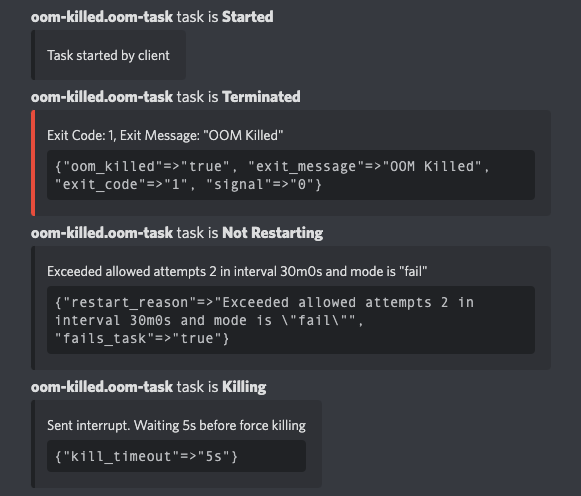 oom-killed.oom-task task is Started
Task started by client
oom-killed.oom-task task is Terminated
Exit Code: 1, Exit Message: "OOM Killed"
{"oom_killed"=>"true", "exit_message"=>"OOM Killed",
"exit_code"=>"1", "signal"=>"0"}
oom-killed.oom-task task is Not Restarting
Exceeded allowed attempts 2 in interval 30m0s and mode is "fail"
{"restart_reason"=>"Exceeded allowed attempts 2 in
interval 30m0s and mode is \"fail\"",
"fails_task"=>"true"}
oom-killed.oom-task task is Killing
Sent interrupt. Waiting 5s before force killing
{"kill_timeout"=>"5s"}